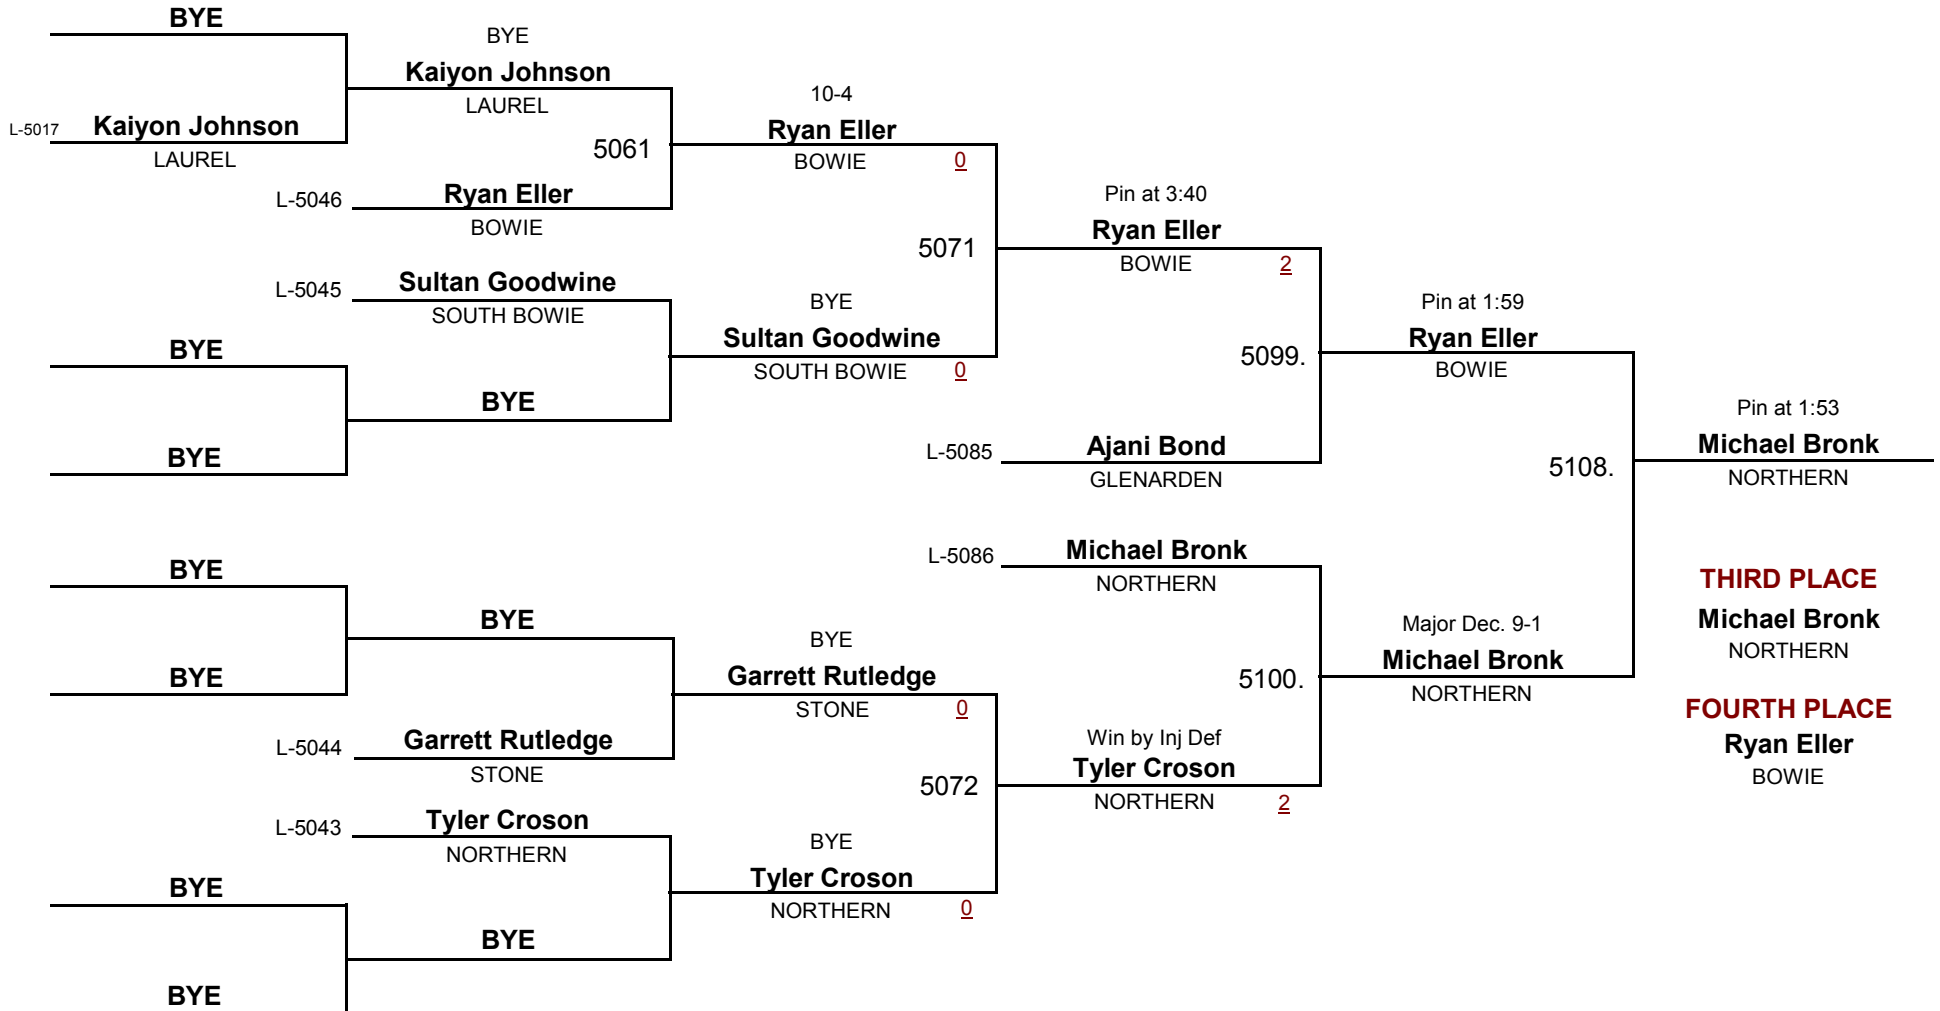 BYE
BYE
Kaiyon Johnson
LAUREL
10-4
L-5017
Kaiyon Johnson
LAUREL
5061
Ryan Eller
BOWIE
0
L-5046
Ryan Eller
BOWIE
Pin at 3:40
Ryan Eller
BOWIE
2
5071
L-5045
Sultan Goodwine
SOUTH BOWIE
BYE
Sultan Goodwine
SOUTH BOWIE
0
Pin at 1:59
Ryan Eller
BOWIE
BYE
5099.
BYE
BYE
Pin at 1:53
Michael Bronk
NORTHERN
L-5085
Ajani Bond
GLENARDEN
5108.
L-5086
Michael Bronk
NORTHERN
BYE
THIRD PLACE
Michael Bronk
NORTHERN
BYE
BYE
BYE
Garrett Rutledge
STONE
0
Major Dec. 9-1
Michael Bronk
NORTHERN
5100.
FOURTH PLACE
Ryan Eller
BOWIE
L-5044
Garrett Rutledge
STONE
Win by Inj Def
Tyler Croson
NORTHERN
2
5072
L-5043
Tyler Croson
NORTHERN
BYE
Tyler Croson
NORTHERN
0
BYE
BYE
BYE